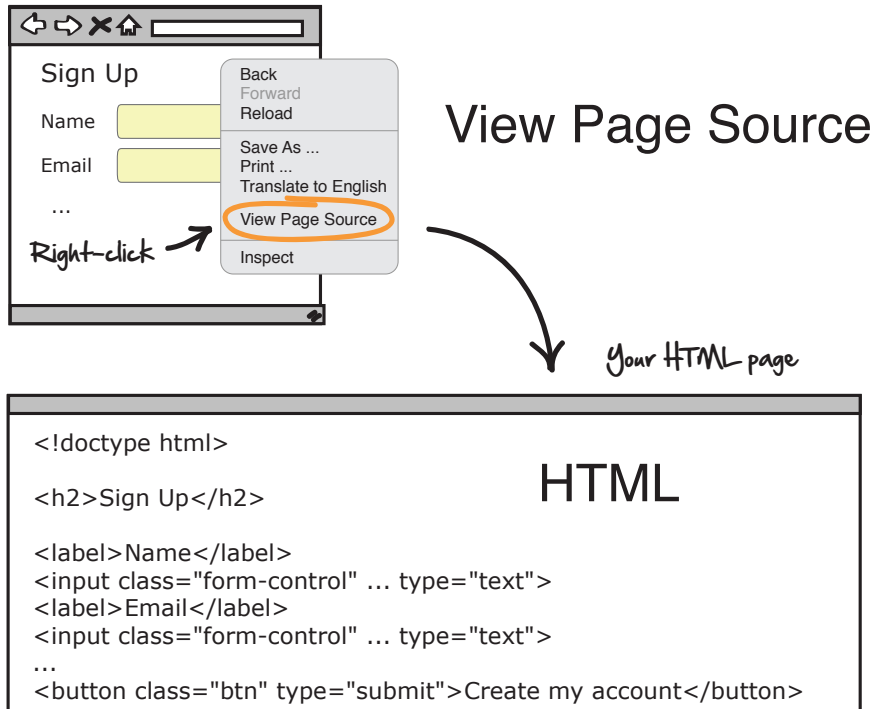 Sign Up
Name
Email
...
Right-click
Back
Forward
Reload
Save As ...
Print ...
Translate to English
View Page Source
Inspect
View Page Source
Your HTML page
HTML
<!doctype html>
<h2>Sign Up</h2>
<label>Name</label>
<input class="form-control" ... type="text">
<label>Email</label>
<input class="form-control" ... type="text">
...
<button class="btn" type="submit">Create my account</button>